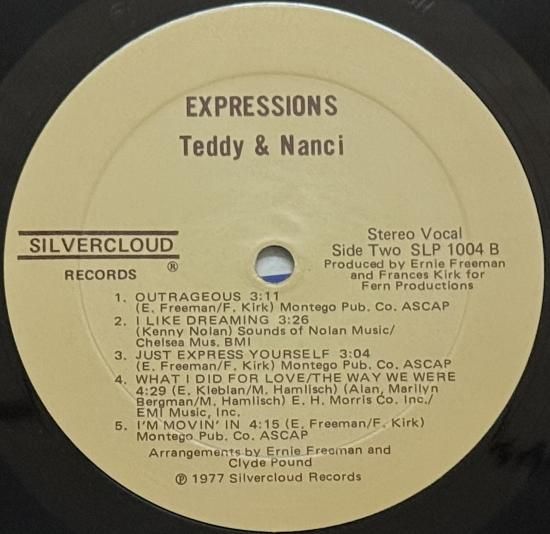 EXPRESSIONS
Teddy & Nanci
SILVERCLOUD
RECORDS ®
Stereo Vocal
Side Two SLP 1004 B
Produced by Ernie Freeman
and Frances Kirk for
Fern Productions
1. OUTRAGEOUS 3:11
(E. Freeman/F. Kirk) Montego Pub. Co. ASCAP
2. I LIKE DREAMING 3:26
(Kenny Nolan) Sounds of Nolan Music/
Chelsea Mus. BMI
3. JUST EXPRESS YOURSELF 3:04
(E. Freeman/F. Kirk) Montego Pub. Co. ASCAP
4. WHAT I DID FOR LOVE/THE WAY WE WERE
4:29 (E. Kleblan/M. Hamlisch) (Alan, Marilyn
Bergman/M. Hamlisch) E. H. Morris Co. Inc./
EMI Music, Inc.
5. I'M MOVIN' IN 4:15 (E. Freeman/F. Kirk)
Montego Pub. Co. ASCAP
Arrangements by Ernie Freeman and
Clyde Pound
℗ 1977 Silvercloud Records